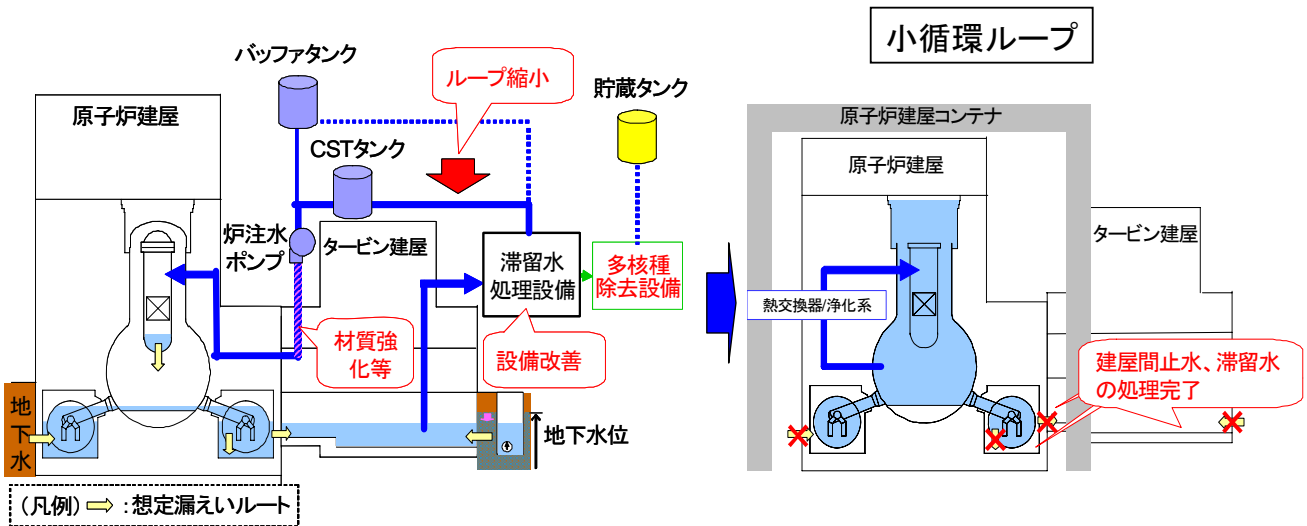 小循環ループ
バッファタンク
ループ縮小
貯蔵タンク
原子炉建屋
CSTタンク
炉注水
ポンプ
タービン建屋
滞留水
処理設備
多核種
除去設備
材質強
化等
設備改善
地
下
水
地下水位
(凡例)
:想定漏えいルート
原子炉建屋コンテナ
原子炉建屋
タービン建屋
熱交換器/浄化系
建屋間止水、滞留水
の処理完了